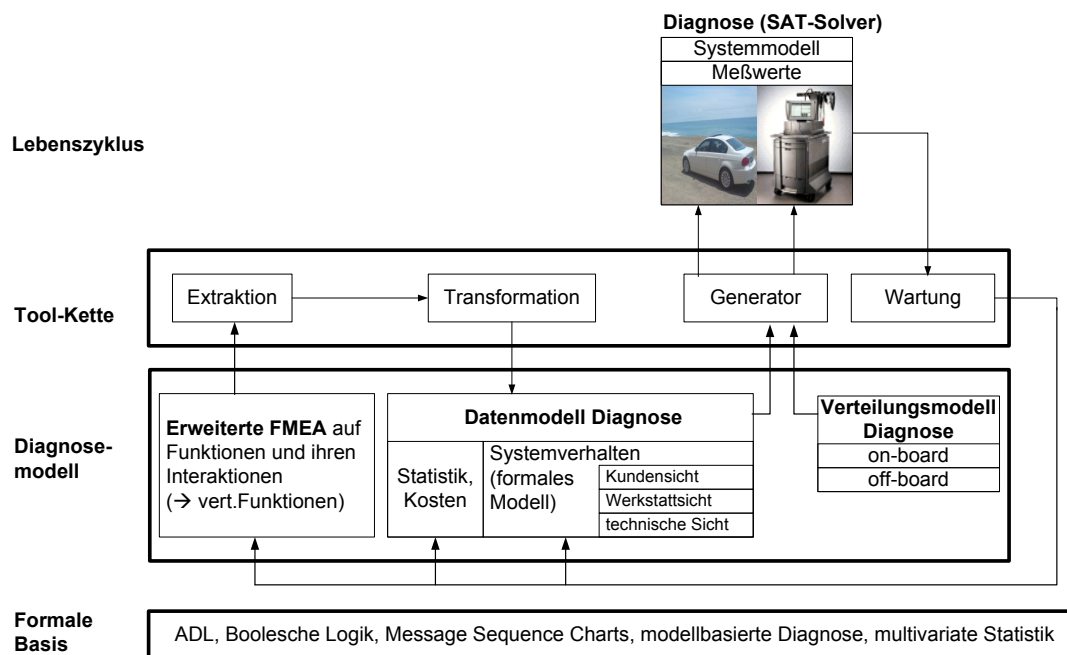 Diagnose (SAT-Solver)
Systemmodell
Meßwerte
Lebenszyklus
Tool-Kette
Extraktion
Transformation
Generator
Wartung
Diagnose-
modell
Erweiterte FMEA auf
Funktionen und ihren
Interaktionen
(→ vert.Funktionen)
Datenmodell Diagnose
Statistik,
Kosten
Systemverhalten
(formales
Modell)
Kundensicht
Werkstattsicht
technische Sicht
Verteilungsmodell
Diagnose
on-board
off-board
Formale
Basis
ADL, Boolesche Logik, Message Sequence Charts, modellbasierte Diagnose, multivariate Statistik